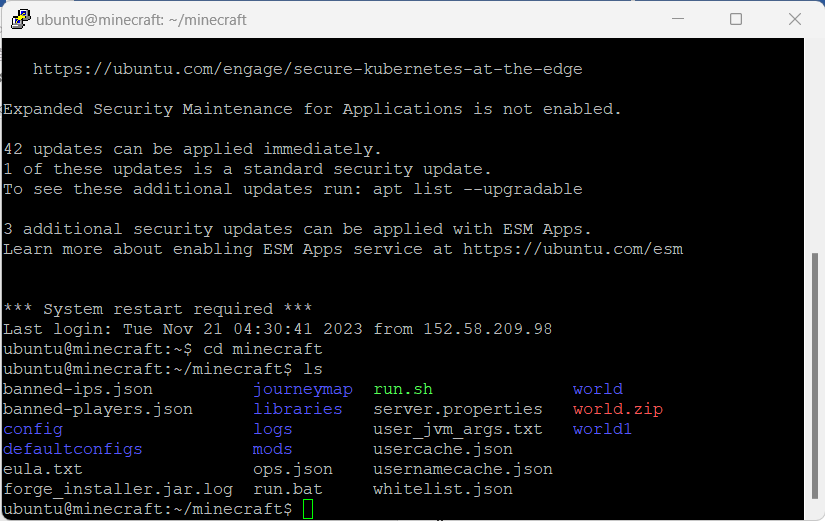 ubuntu@minecraft: ~/minecraft
https://ubuntu.com/engage/secure-kubernetes-at-the-edge
Expanded Security Maintenance for Applications is not enabled.
42 updates can be applied immediately.
1 of these updates is a standard security update.
To see these additional updates run: apt list --upgradable
3 additional security updates can be applied with ESM Apps.
Learn more about enabling ESM Apps service at https://ubuntu.com/esm
*** System restart required ***
Last login: Tue Nov 21 04:30:41 2023 from 152.58.209.98
ubuntu@minecraft:~$ cd minecraft
ubuntu@minecraft:~/minecraft$ ls
banned-ips.json journeymap run.sh world
banned-players.json libraries server.properties world.zip
config logs user_jvm_args.txt world1
defaultconfigs mods usercache.json
eula.txt ops.json usernamecache.json
forge_installer.jar.log run.bat whitelist.json
ubuntu@minecraft:~/minecraft$